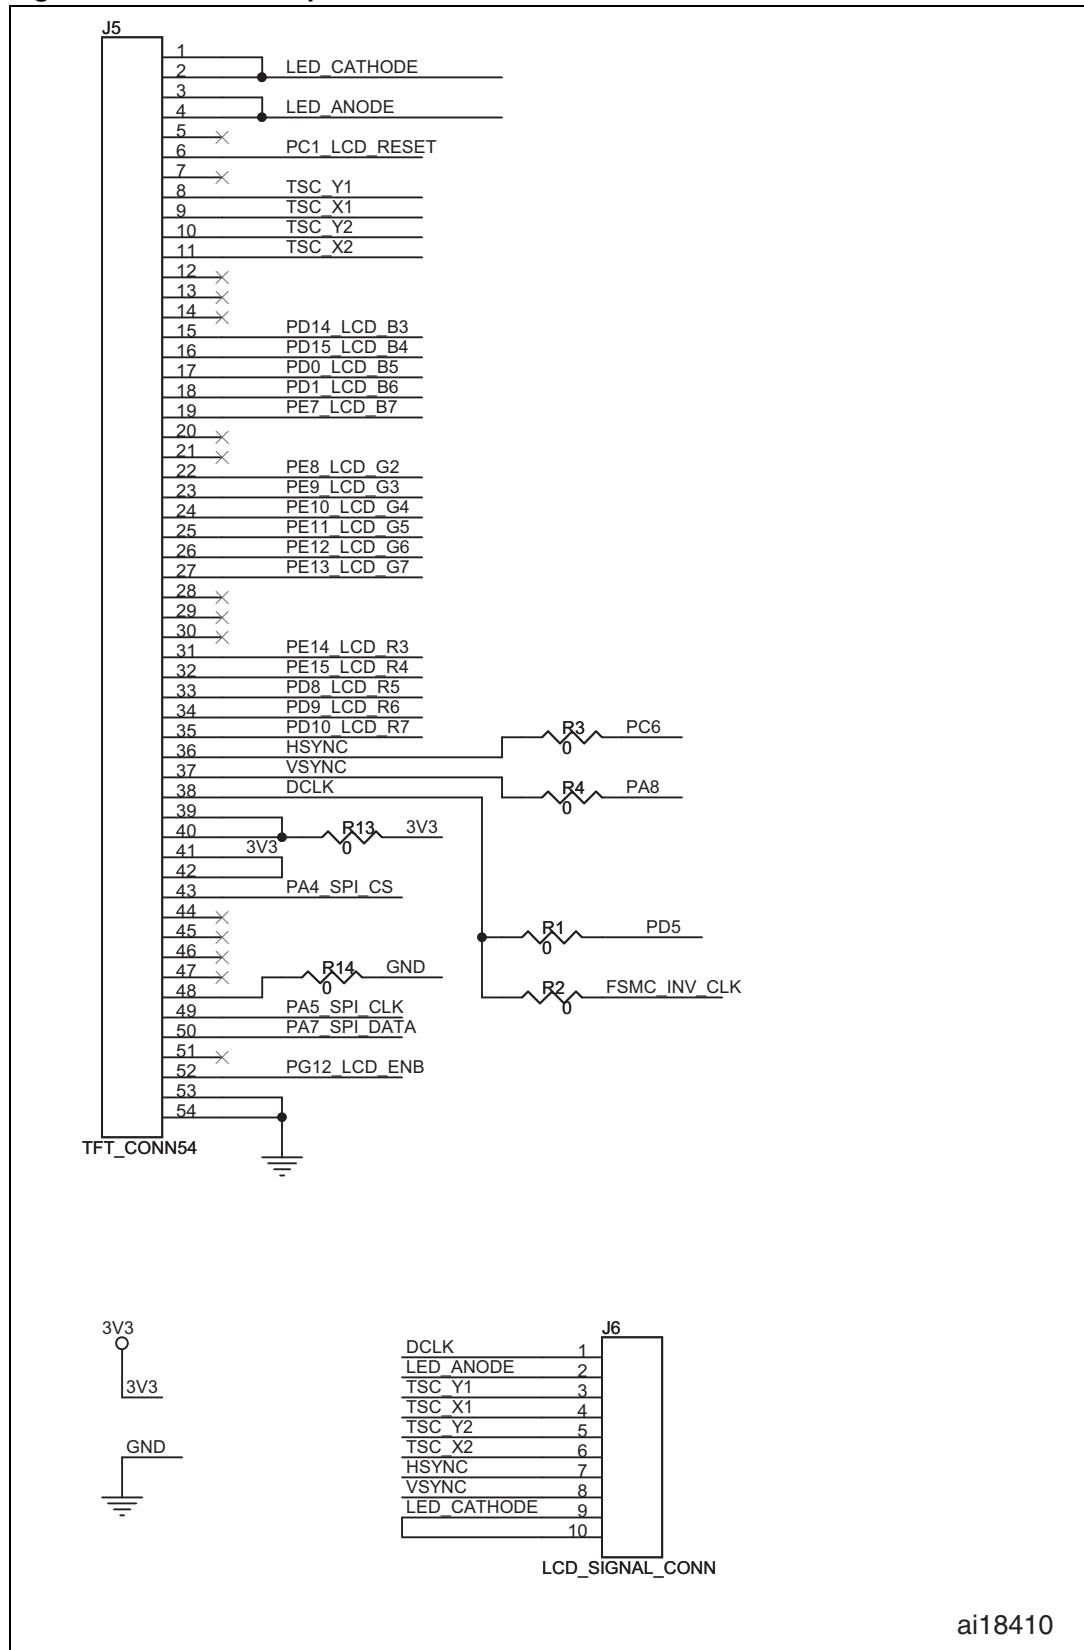 J5
1
2 LED_CATHODE
3
4 LED_ANODE
5
6 PC1_LCD_RESET
7
8 TSC_Y1
9 TSC_X1
10 TSC_Y2
11 TSC_X2
12
13
14
15 PD14_LCD_B3
16 PD15_LCD_B4
17 PD0_LCD_B5
18 PD1_LCD_B6
19 PE7_LCD_B7
20
21
22 PE8_LCD_G2
23 PE9_LCD_G3
24 PE10_LCD_G4
25 PE11_LCD_G5
26 PE12_LCD_G6
27 PE13_LCD_G7
28
29
30
31 PE14_LCD_R3
32 PE15_LCD_R4
33 PD8_LCD_R5
34 PD9_LCD_R6
35 PD10_LCD_R7
R3 PC6
0
36 HSYNC
37 VSYNC
38 DCLK
R4 PA8
0
39
40 R13 3V3
0
41 3V3
42
43 PA4_SPI_CS
44
45 R1 PD5
0
46
47 R14 GND
0
48
R2 FSMC_INV_CLK
0
49 PA5_SPI_CLK
50 PA7_SPI_DATA
51
52 PG12_LCD_ENB
53
54
TFT_CONN54
3V3
3V3
GND
J6
DCLK 1
LED_ANODE 2
TSC_Y1 3
TSC_X1 4
TSC_Y2 5
TSC_X2 6
HSYNC 7
VSYNC 8
LED_CATHODE 9
10
LCD_SIGNAL_CONN
ai18410